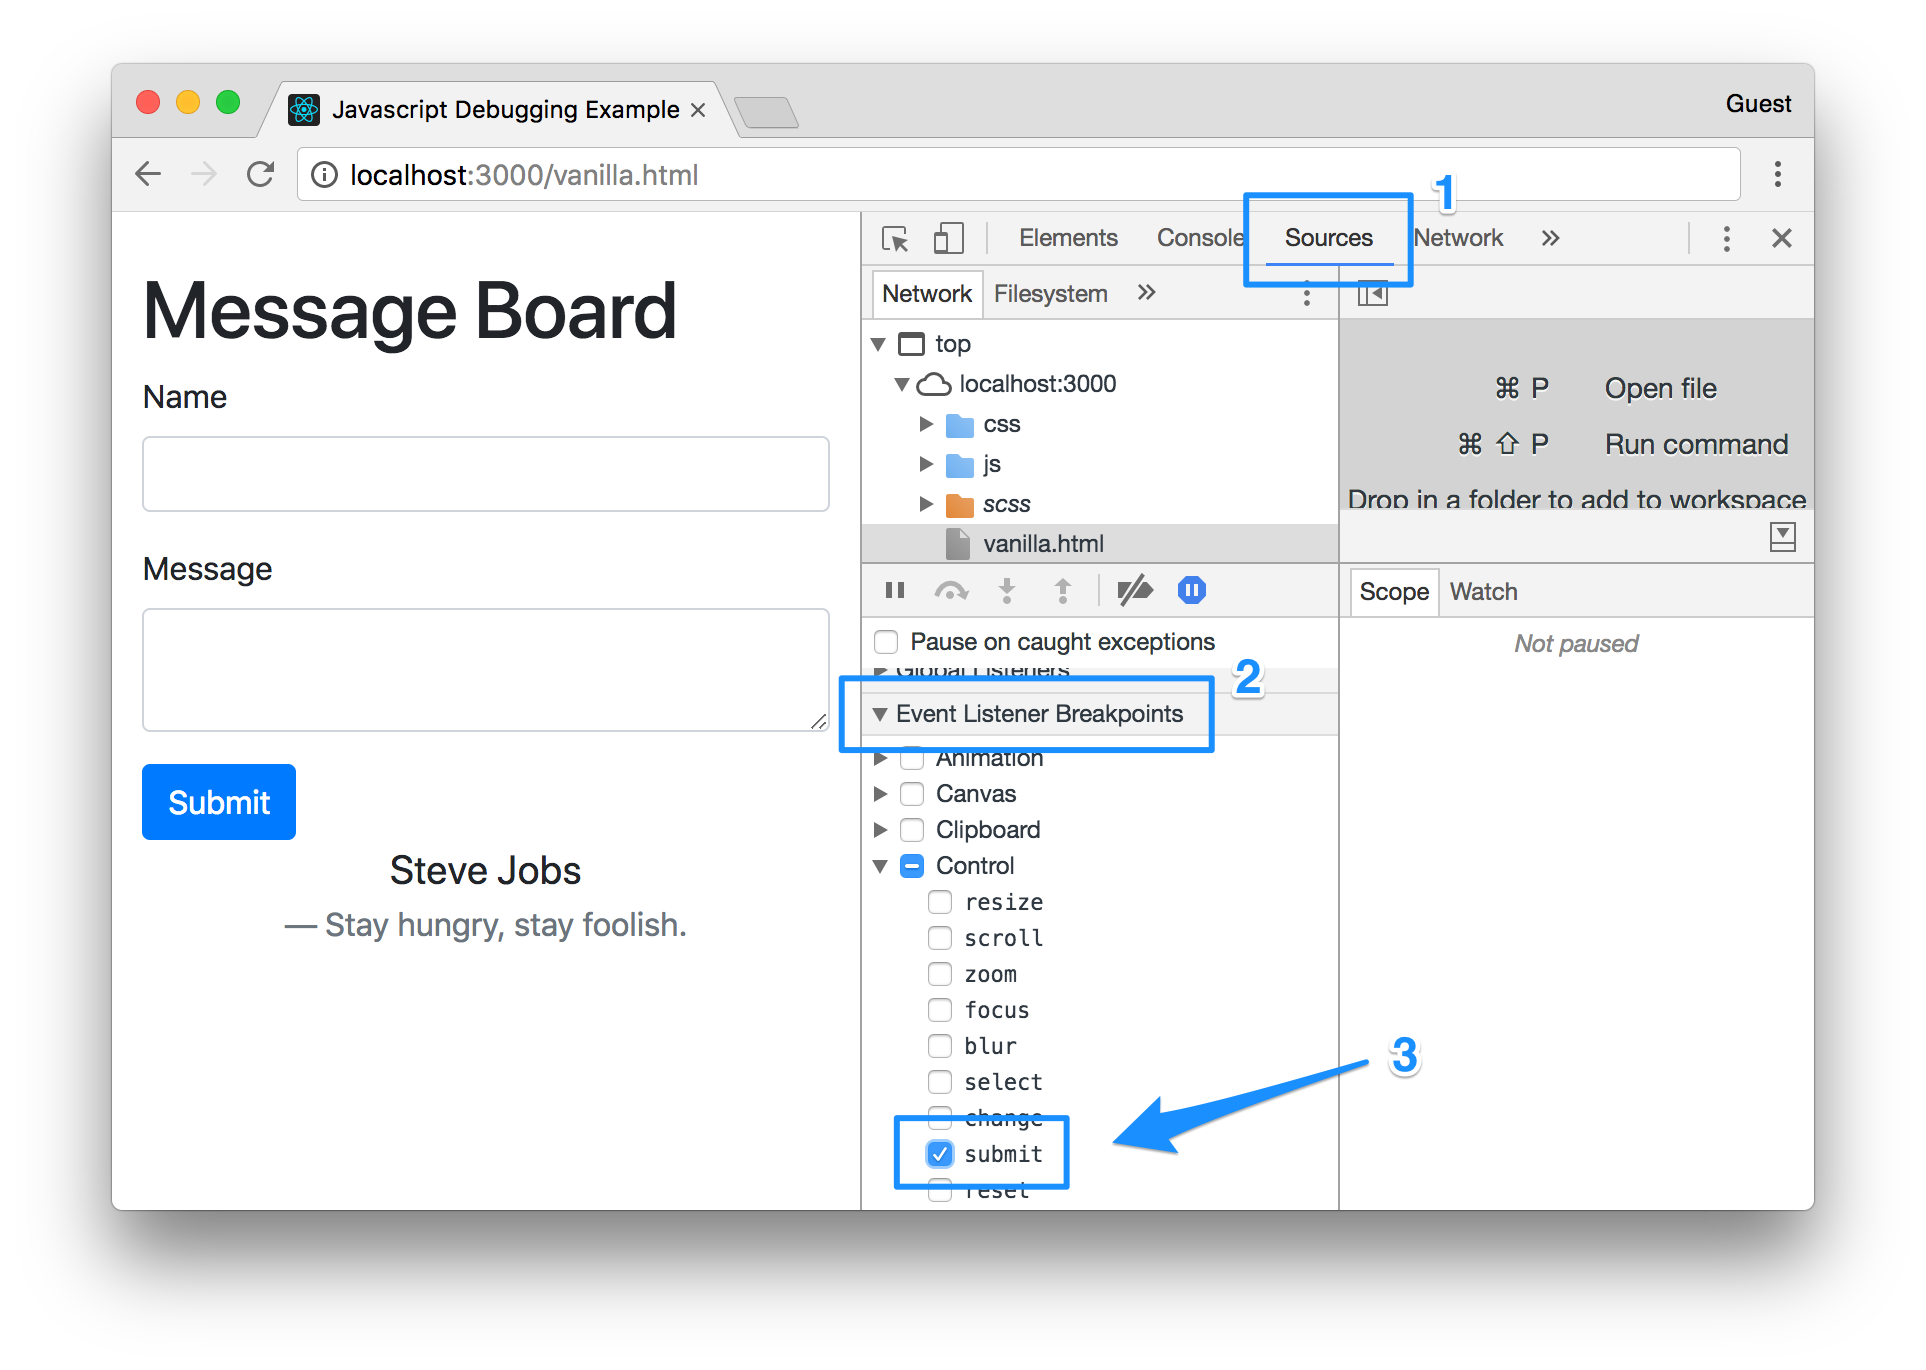 Javascript Debugging Example
Guest
localhost:3000/vanilla.html
1
Elements Console Sources Network
Network Filesystem
top
localhost:3000
css
js
scss
vanilla.html
⌘ P Open file
⌘ ⇧ P Run command
Drop in a folder to add to workspace
Message Board
Name
Message
Submit
Steve Jobs
— Stay hungry, stay foolish.
Pause on caught exceptions
Global Listeners
2
Event Listener Breakpoints
Animation
Canvas
Clipboard
Control
resize
scroll
zoom
focus
blur
select
change
submit
reset
3
Scope Watch
Not paused